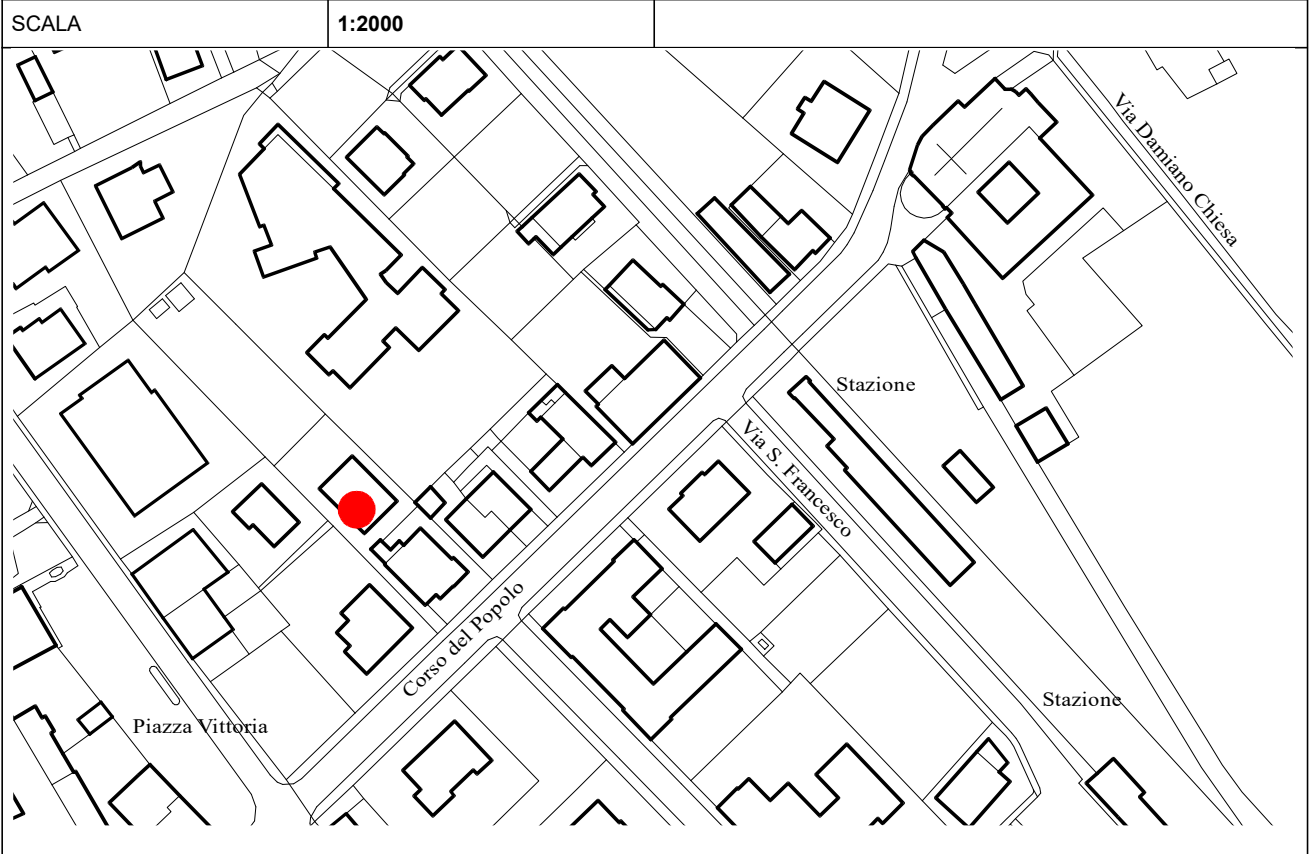 SCALA
1:2000
Via Damiano Chiesa
Stazione
Via S. Francesco
Corso del Popolo
Stazione
Piazza Vittoria